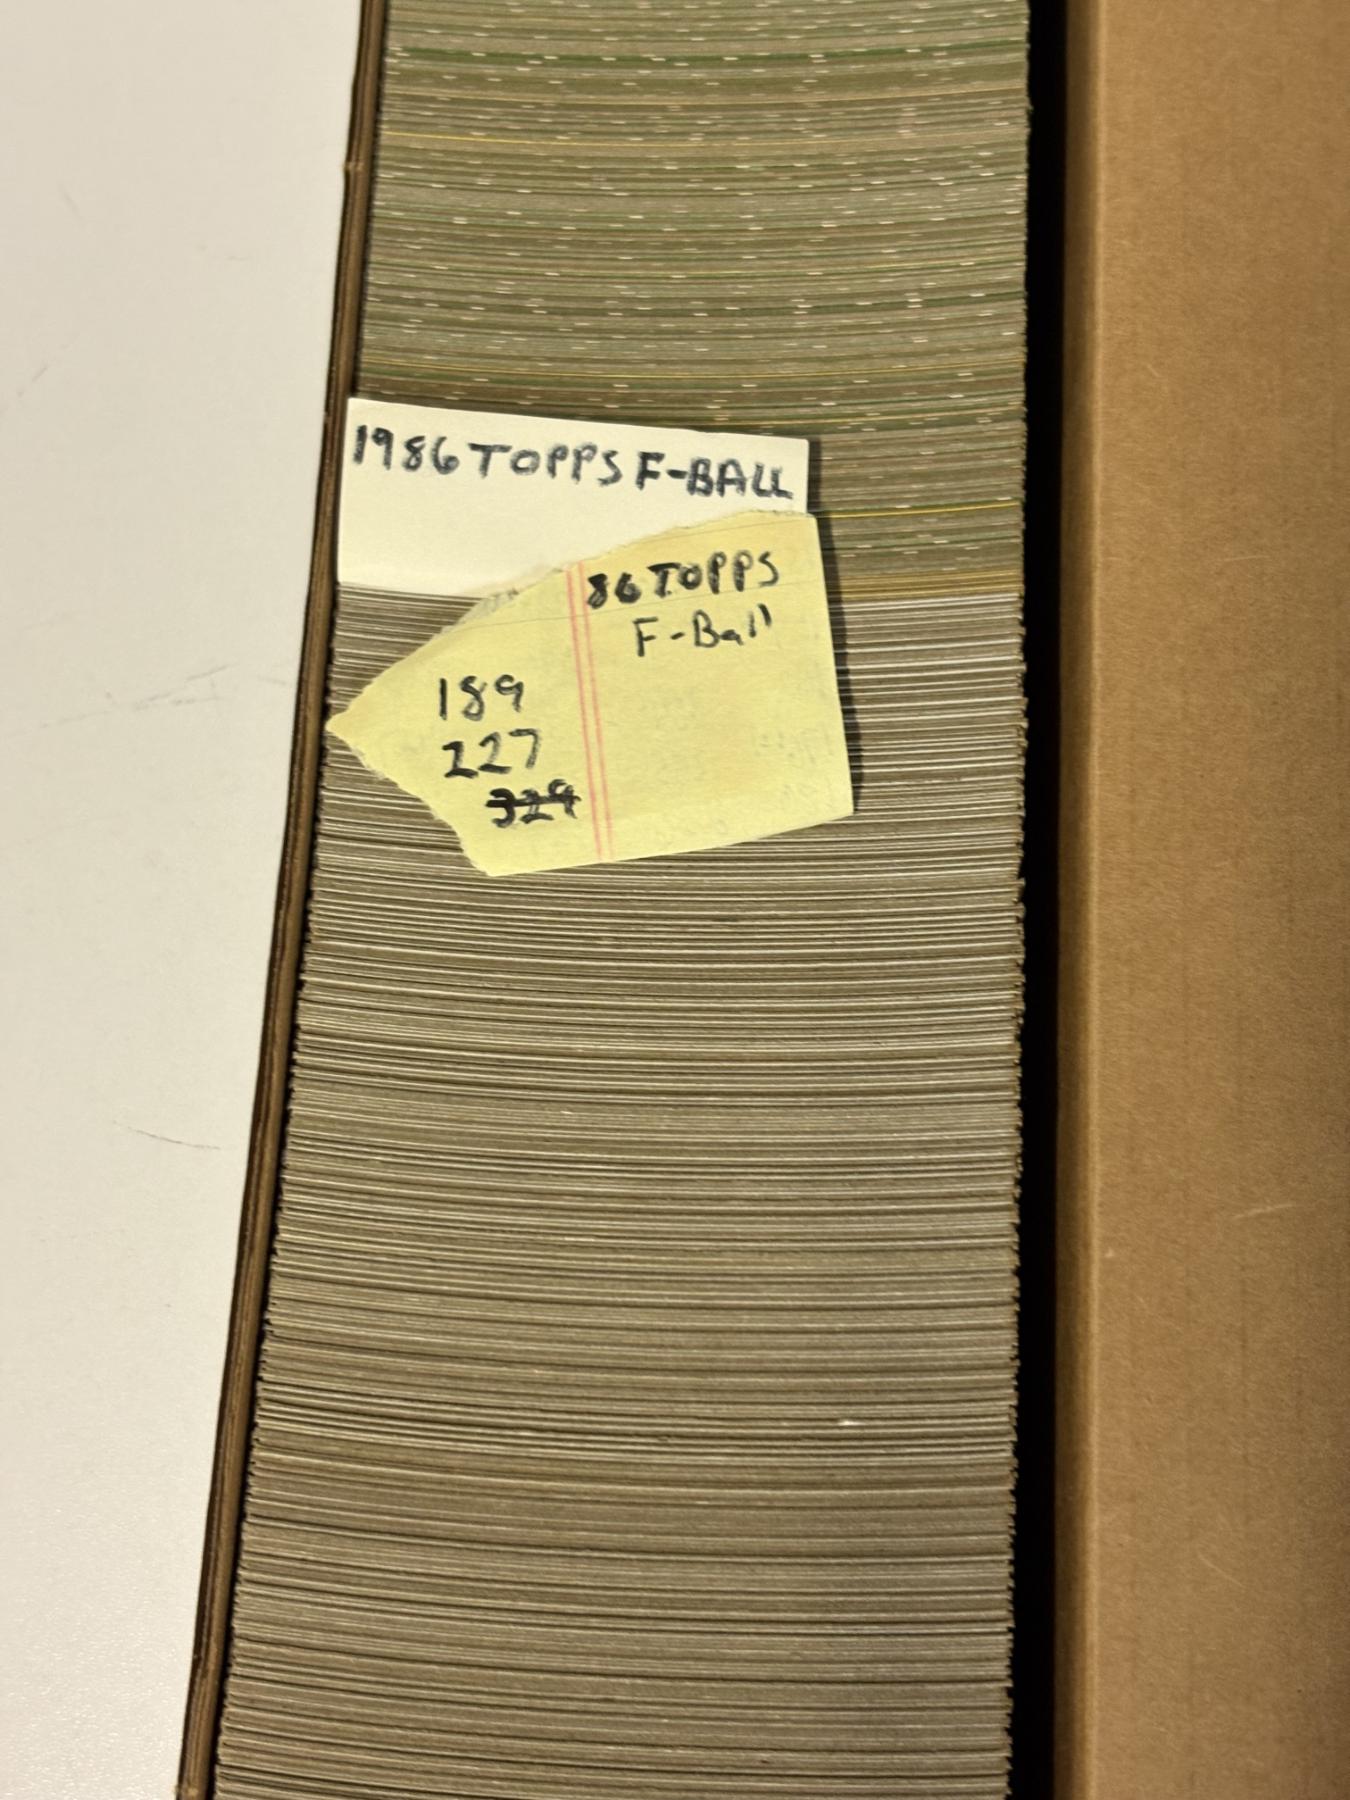 1986 TOPPS F-BALL
86 TOPPS
F-Ball
189
227
329